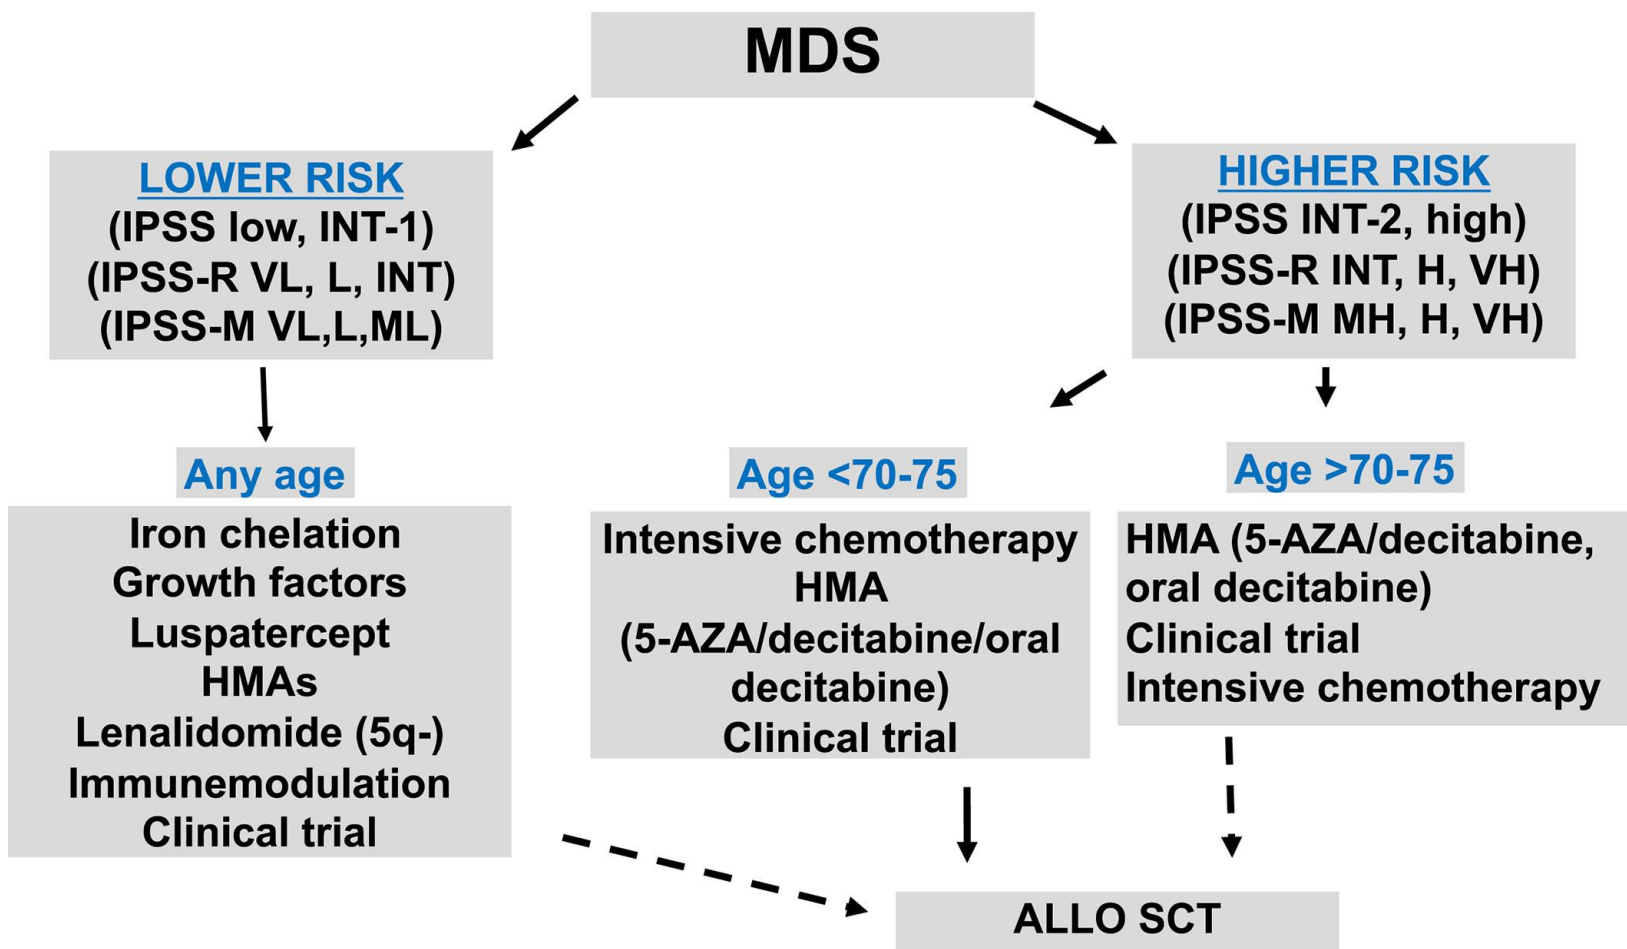 MDS
LOWER RISK
(IPSS low, INT-1)
(IPSS-R VL, L, INT)
(IPSS-M VL,L,ML)
HIGHER RISK
(IPSS INT-2, high)
(IPSS-R INT, H, VH)
(IPSS-M MH, H, VH)
Any age
Iron chelation
Growth factors
Luspatercept
HMAs
Lenalidomide (5q-)
Immunemodulation
Clinical trial
Age <70-75
Intensive chemotherapy
HMA
(5-AZA/decitabine/oral
decitabine)
Clinical trial
Age >70-75
HMA (5-AZA/decitabine,
oral decitabine)
Clinical trial
Intensive chemotherapy
ALLO SCT